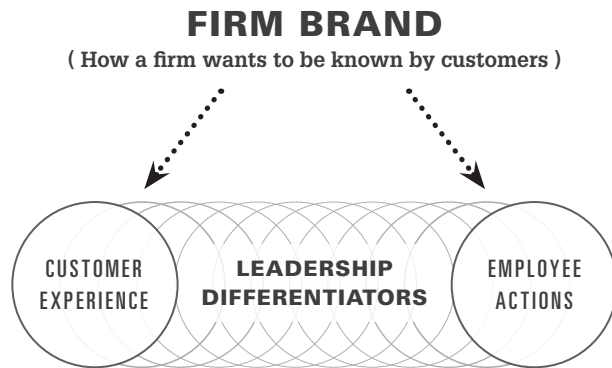 FIRM BRAND
( How a firm wants to be known by customers )
CUSTOMER
EXPERIENCE
LEADERSHIP
DIFFERENTIATORS
EMPLOYEE
ACTIONS